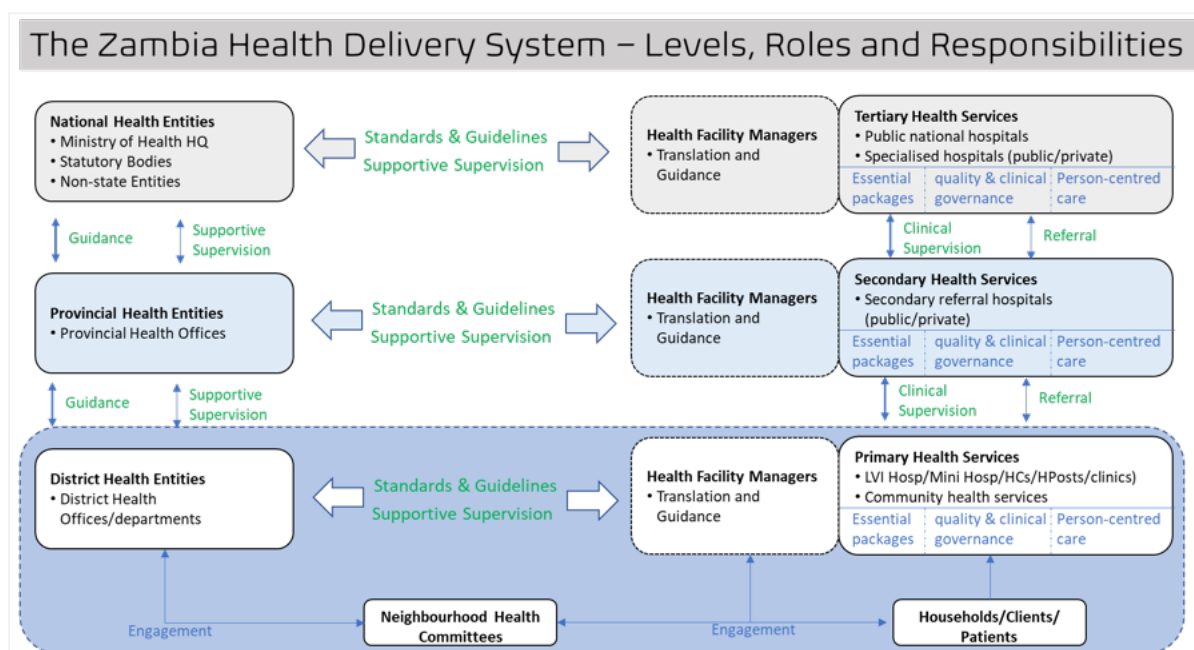 The Zambia Health Delivery System – Levels, Roles and Responsibilities
National Health Entities
• Ministry of Health HQ
• Statutory Bodies
• Non-state Entities
Standards & Guidelines
Supportive Supervision
Health Facility Managers
• Translation and
Guidance
Tertiary Health Services
• Public national hospitals
• Specialised hospitals (public/private)
Essential
packages
quality & clinical
governance
Person-centred
care
Guidance
Supportive
Supervision
Clinical
Supervision
Referral
Provincial Health Entities
• Provincial Health Offices
Standards & Guidelines
Supportive Supervision
Health Facility Managers
• Translation and
Guidance
Secondary Health Services
• Secondary referral hospitals
(public/private)
Essential
packages
quality & clinical
governance
Person-centred
care
Guidance
Supportive
Supervision
Clinical
Supervision
Referral
District Health Entities
• District Health
Offices/departments
Standards & Guidelines
Supportive Supervision
Health Facility Managers
• Translation and
Guidance
Primary Health Services
• LVI Hosp/Mini Hosp/HCs/HPosts/clinics)
• Community health services
Essential
packages
quality & clinical
governance
Person-centred
care
Engagement
Neighbourhood Health
Committees
Engagement
Households/Clients/
Patients